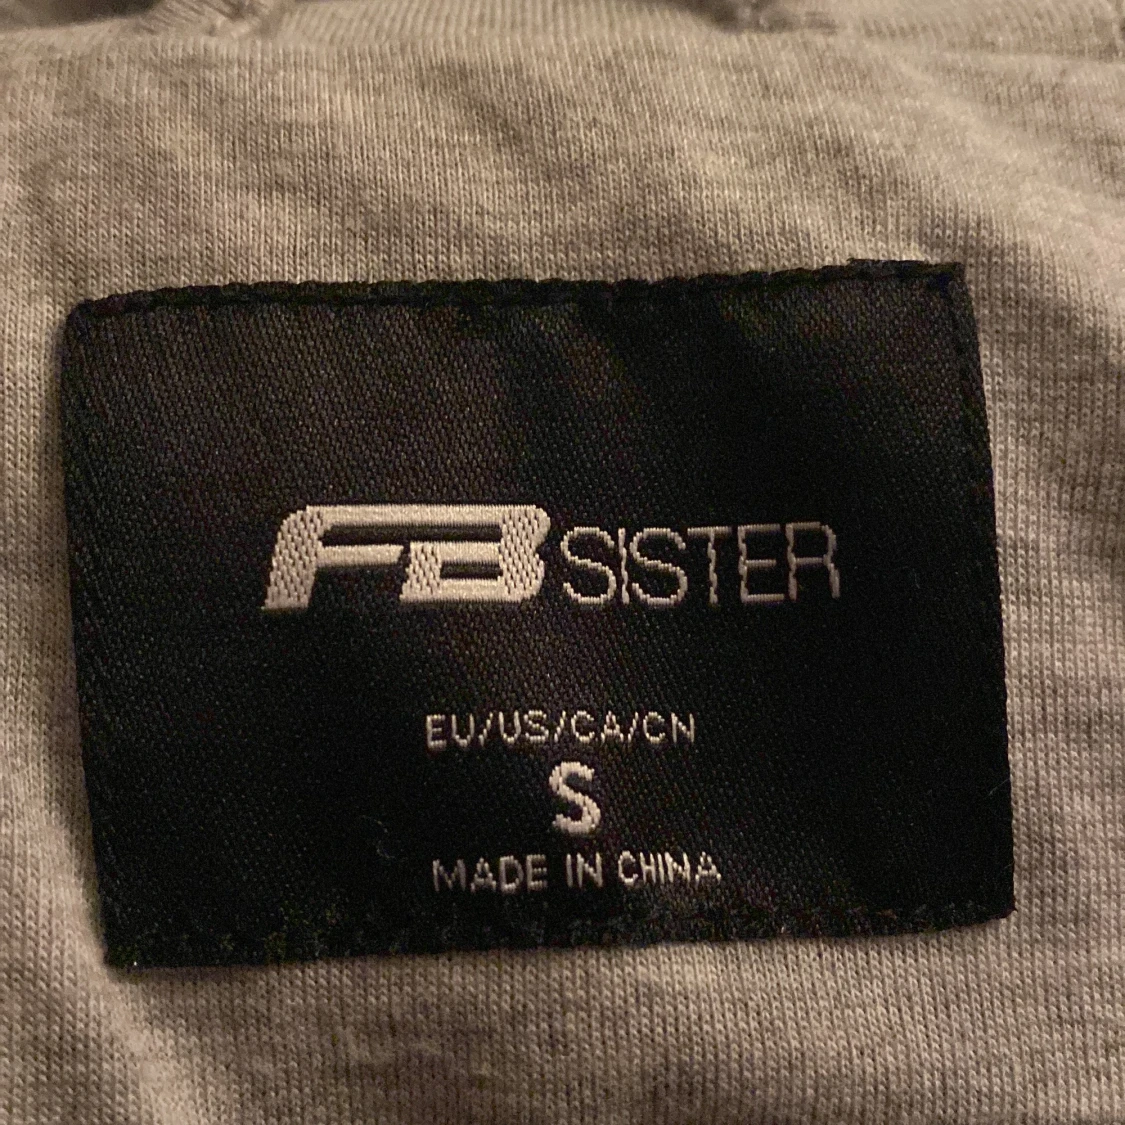 FB SISTER
EU/US/CA/CN
S
MADE IN CHINA